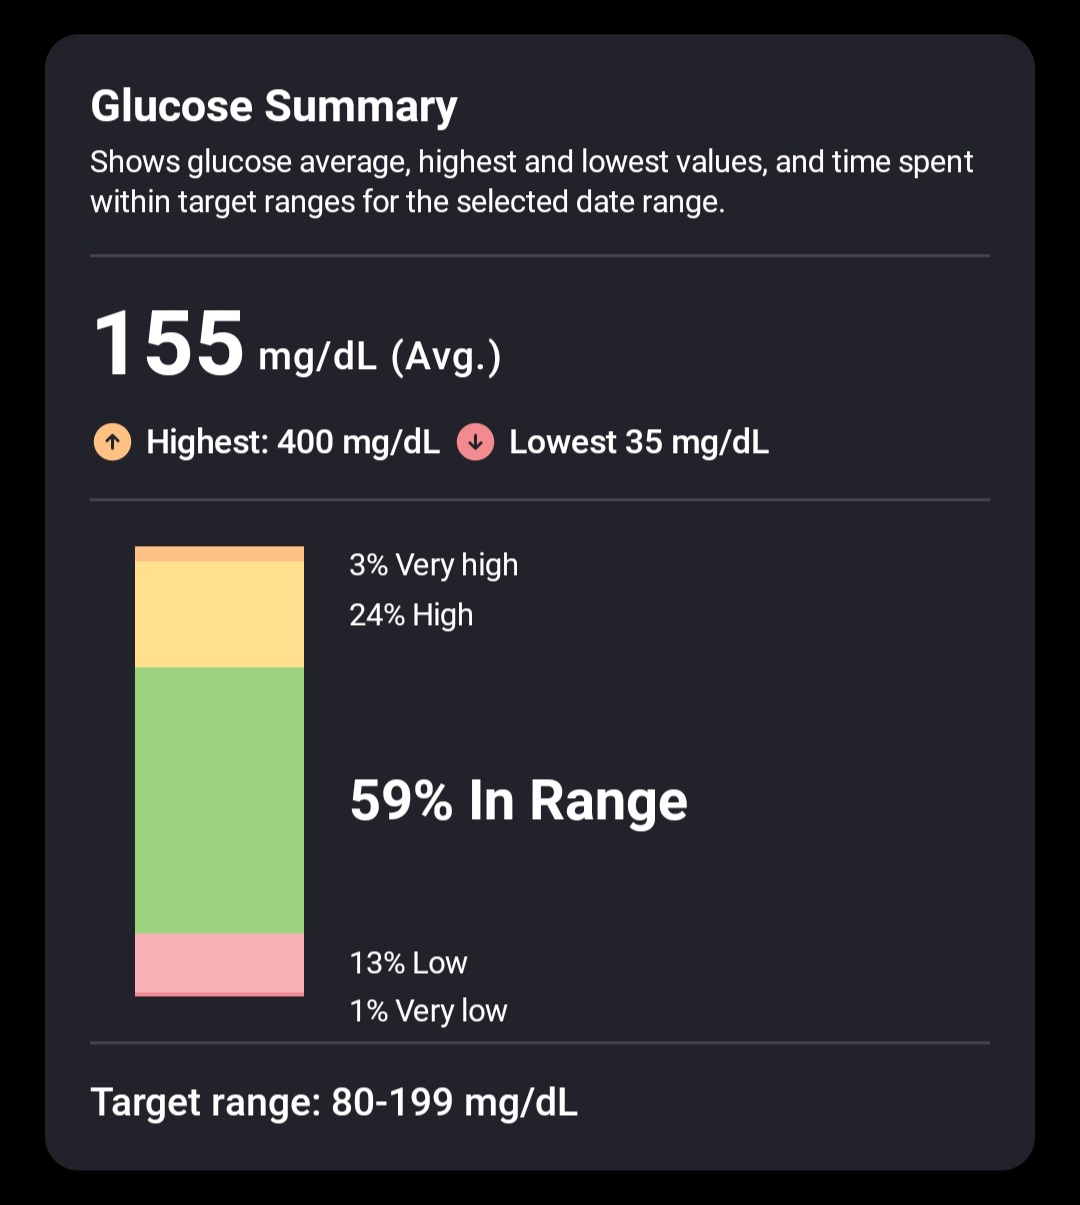 Glucose Summary
Shows glucose average, highest and lowest values, and time spent
within target ranges for the selected date range.
155 mg/dL (Avg.)
Highest: 400 mg/dL Lowest 35 mg/dL
3% Very high
24% High
59% In Range
13% Low
1% Very low
Target range: 80-199 mg/dL